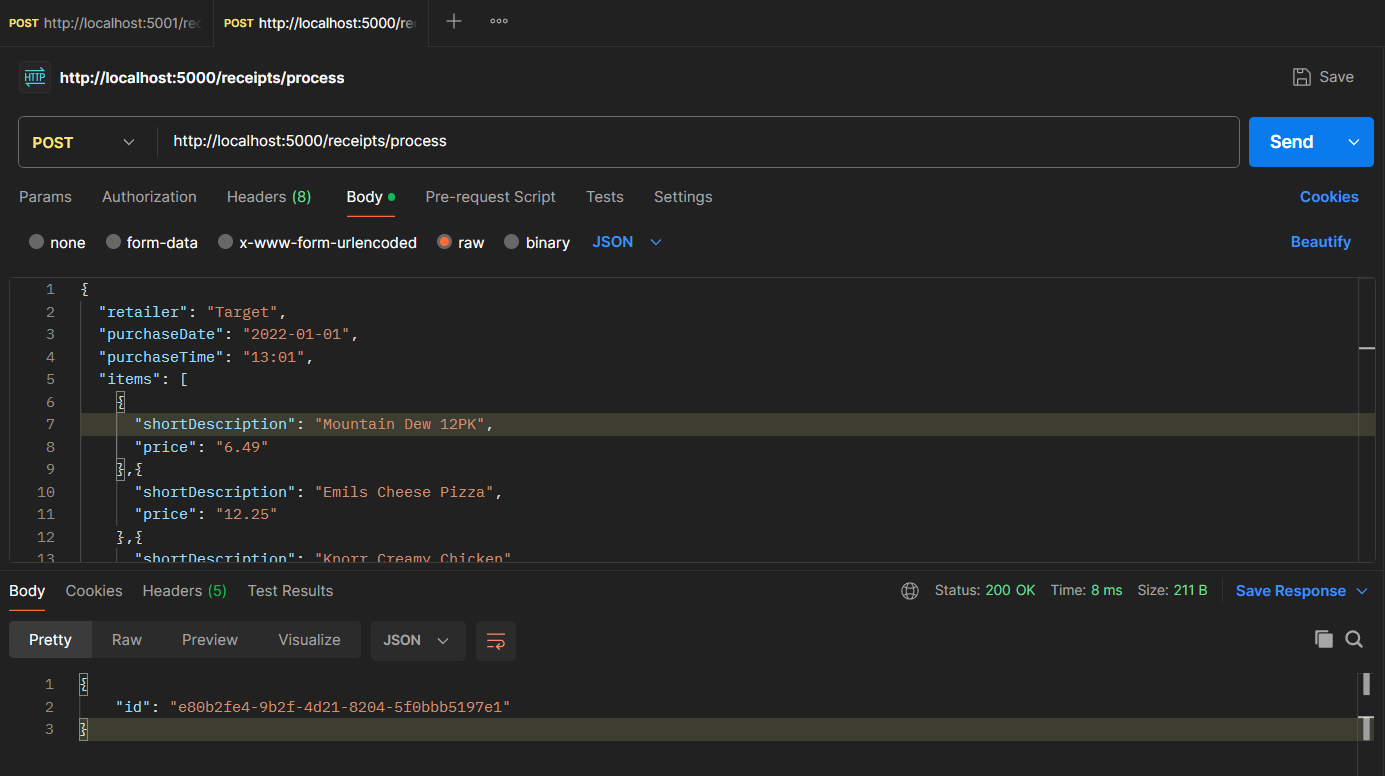 POST http://localhost:5001/rec POST http://localhost:5000/rec
HTTP http://localhost:5000/receipts/process Save
POST http://localhost:5000/receipts/process Send
Params Authorization Headers (8) Body Pre-request Script Tests Settings Cookies
none form-data x-www-form-urlencoded raw binary JSON Beautify
1 {
2 "retailer": "Target",
3 "purchaseDate": "2022-01-01",
4 "purchaseTime": "13:01",
5 "items": [
6 {
7 "shortDescription": "Mountain Dew 12PK",
8 "price": "6.49"
9 },{
10 "shortDescription": "Emils Cheese Pizza",
11 "price": "12.25"
12 },{
13 "shortDescription": "Knorr Creamy Chicken"
Body Cookies Headers (5) Test Results Status: 200 OK Time: 8 ms Size: 211 B Save Response
Pretty Raw Preview Visualize JSON
1 {
2 "id": "e80b2fe4-9b2f-4d21-8204-5f0bbb5197e1"
3 }